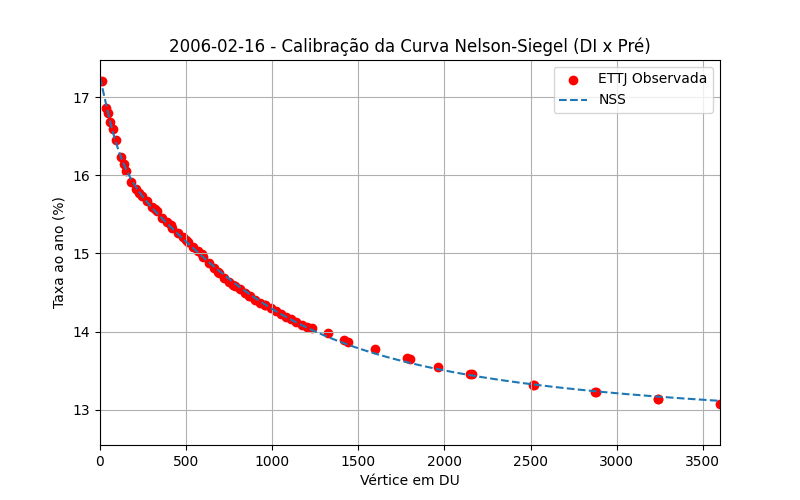 2006-02-16 - Calibração da Curva Nelson-Siegel (DI x Pré)
ETTJ Observada
NSS
Taxa ao ano (%)
17
16
15
14
13
0 500 1000 1500 2000 2500 3000 3500
Vértice em DU